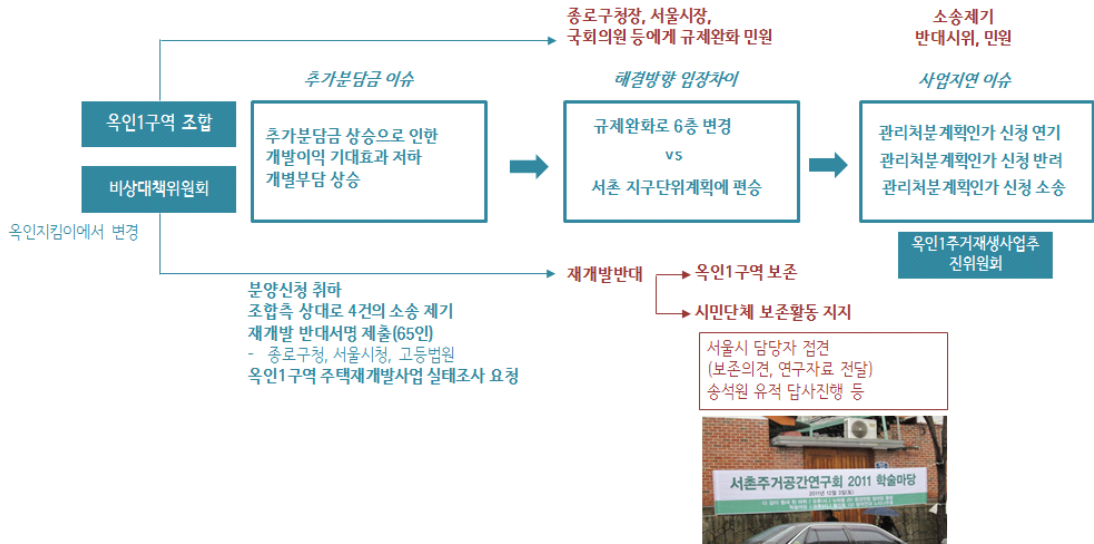 종로구청장, 서울시장,
국회의원 등에게 규제완화 민원
소송제기
반대시위, 민원
추가분담금 이슈
해결방향 입장차이
사업지연 이슈
옥인1구역 조합
비상대책위원회
옥인지킴이에서 변경
추가분담금 상승으로 인한
개발이익 기대효과 저하
개별부담 상승
규제완화로 6층 변경
vs
서촌 지구단위계획에 편승
관리처분계획인가 신청 연기
관리처분계획인가 신청 반려
관리처분계획인가 신청 소송
옥인1주거재생사업추
진위원회
분양신청 취하
조합측 상대로 4건의 소송 제기
재개발 반대서명 제출(65인)
- 종로구청, 서울시청, 고등법원
옥인1구역 주택재개발사업 실태조사 요청
재개발반대
옥인1구역 보존
시민단체 보존활동 지지
서울시 담당자 접견
(보존의견, 연구자료 전달)
송석원 유적 답사진행 등
서촌주거공간연구회 2011 학술마당
2011년 12월 3일(토)